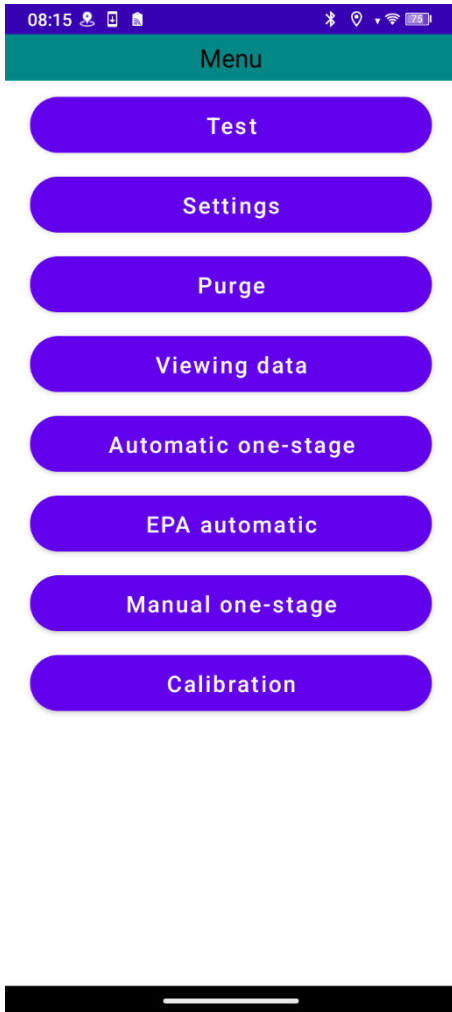 08:15
75
Menu
Test
Settings
Purge
Viewing data
Automatic one-stage
EPA automatic
Manual one-stage
Calibration